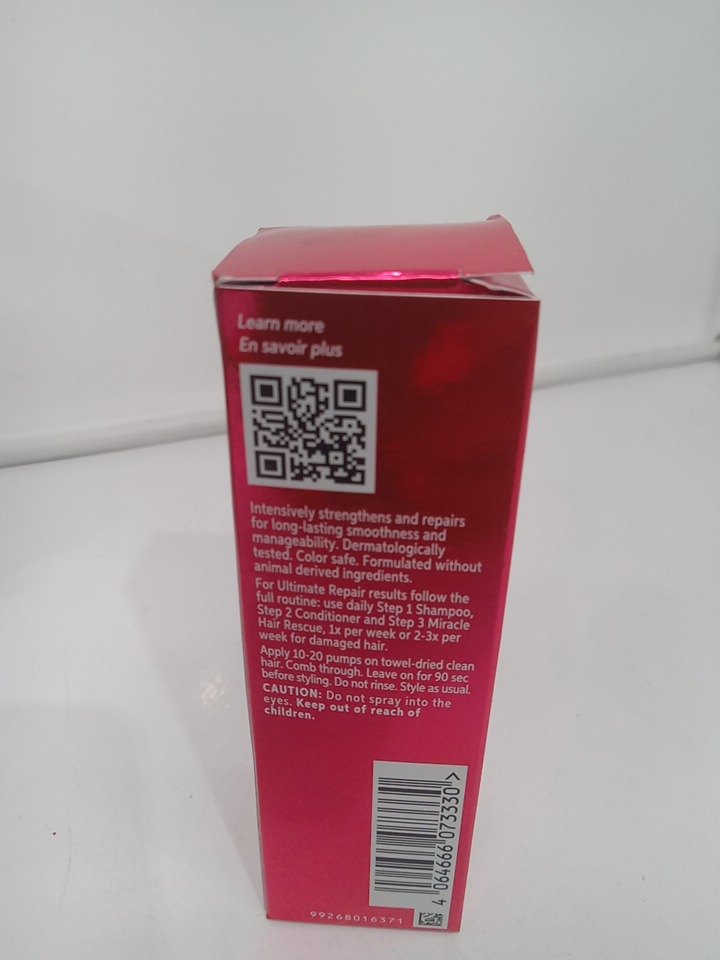 Learn more
En savoir plus
Intensively strengthens and repairs
for long-lasting smoothness and
manageability. Dermatologically
tested. Color safe. Formulated without
animal derived ingredients.
For Ultimate Repair results follow the
full routine: use daily Step 1 Shampoo,
Step 2 Conditioner and Step 3 Miracle
Hair Rescue, 1x per week or 2-3x per
week for damaged hair.
Apply 10-20 pumps on towel-dried clean
hair. Comb through. Leave on for 90 sec
before styling. Do not rinse. Style as usual.
CAUTION: Do not spray into the
eyes. Keep out of reach of
children.
4 064666 073330 >
99268016371